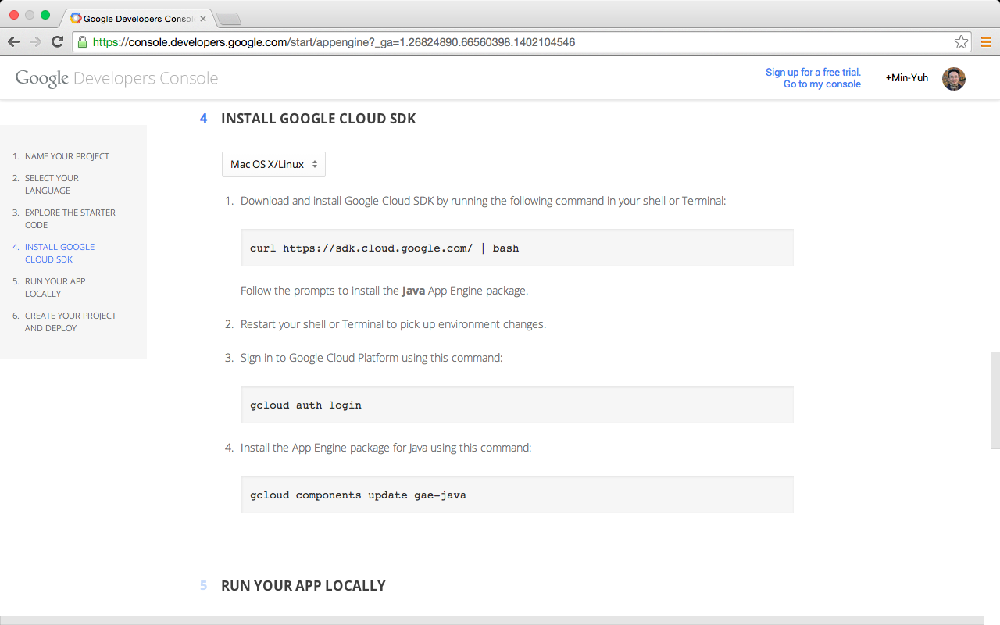 Google Developers Conso
https://console.developers.google.com/start/appengine?_ga=1.26824890.66560398.1402104546
Google Developers Console
Sign up for a free trial.
Go to my console
+Min-Yuh
1. NAME YOUR PROJECT
2. SELECT YOUR
LANGUAGE
3. EXPLORE THE STARTER
CODE
4. INSTALL GOOGLE
CLOUD SDK
5. RUN YOUR APP
LOCALLY
6. CREATE YOUR PROJECT
AND DEPLOY
4 INSTALL GOOGLE CLOUD SDK
Mac OS X/Linux
1. Download and install Google Cloud SDK by running the following command in your shell or Terminal:
curl https://sdk.cloud.google.com/ | bash
Follow the prompts to install the Java App Engine package.
2. Restart your shell or Terminal to pick up environment changes.
3. Sign in to Google Cloud Platform using this command:
gcloud auth login
4. Install the App Engine package for Java using this command:
gcloud components update gae-java
5 RUN YOUR APP LOCALLY